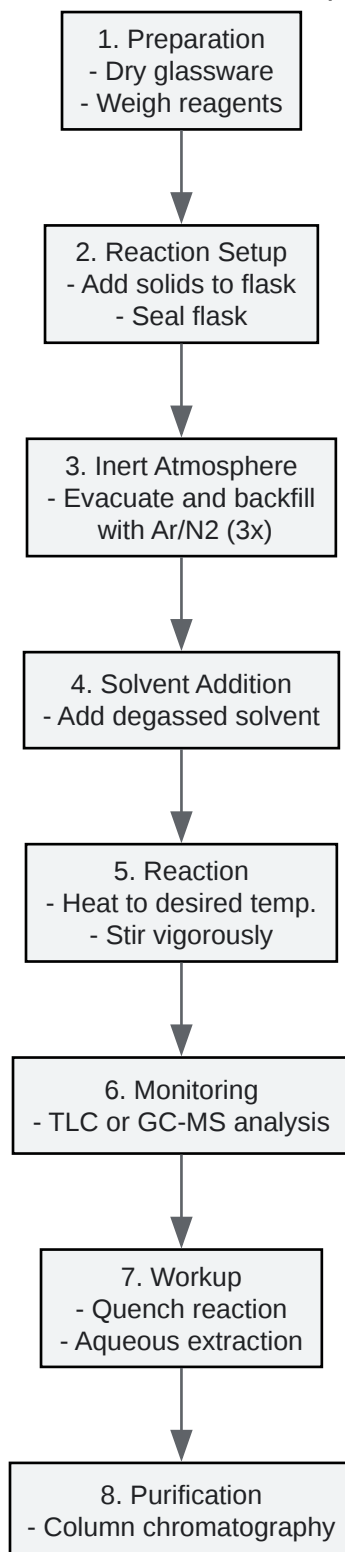 1. Preparation
- Dry glassware
- Weigh reagents
2. Reaction Setup
- Add solids to flask
- Seal flask
3. Inert Atmosphere
- Evacuate and backfill
with Ar/N2 (3x)
4. Solvent Addition
- Add degassed solvent
5. Reaction
- Heat to desired temp.
- Stir vigorously
6. Monitoring
- TLC or GC-MS analysis
7. Workup
- Quench reaction
- Aqueous extraction
8. Purification
- Column chromatography